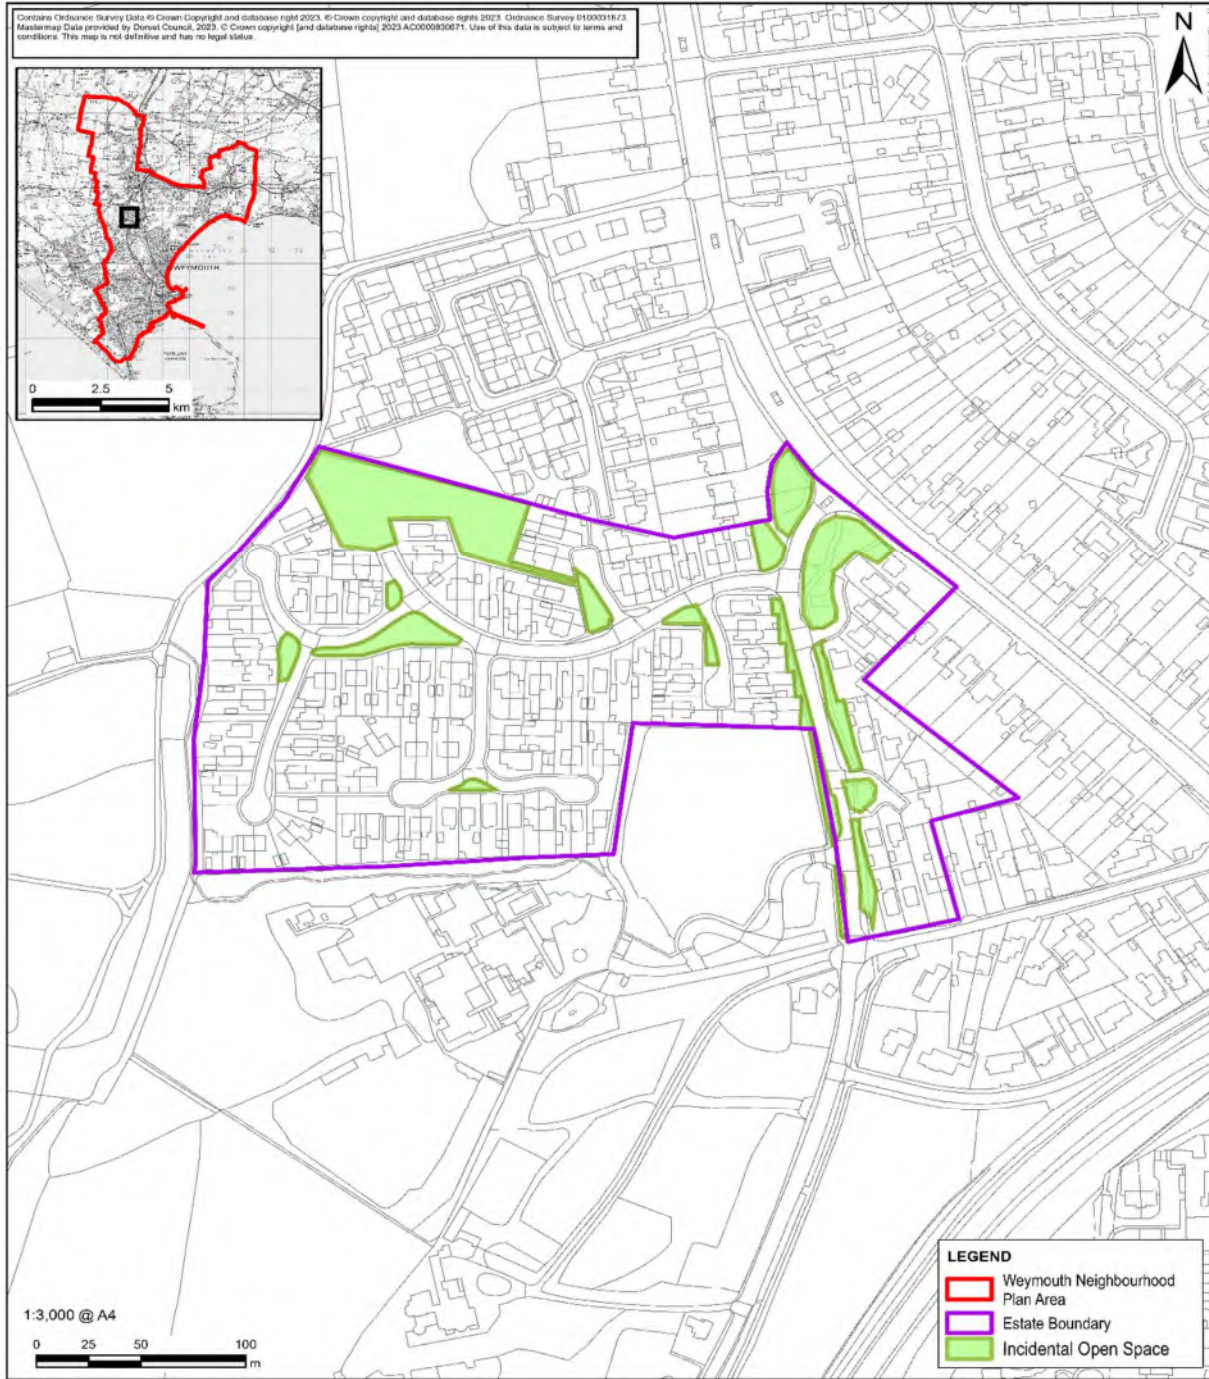 Contains Ordnance Survey Data © Crown Copyright and database right 2023. © Crown copyright and database rights 2023. Ordnance Survey 0100031673.
Mastermap Data provided by Dorset Council, 2023. © Crown copyright [and database rights] 2023 AC0000830671. Use of this data is subject to terms and
conditions. This map is not definitive and has no legal status.
N
WEYMOUTH
0 2.5 5
km
LEGEND
Weymouth Neighbourhood
Plan Area
Estate Boundary
Incidental Open Space
1:3,000 @ A4
0 25 50 100
m